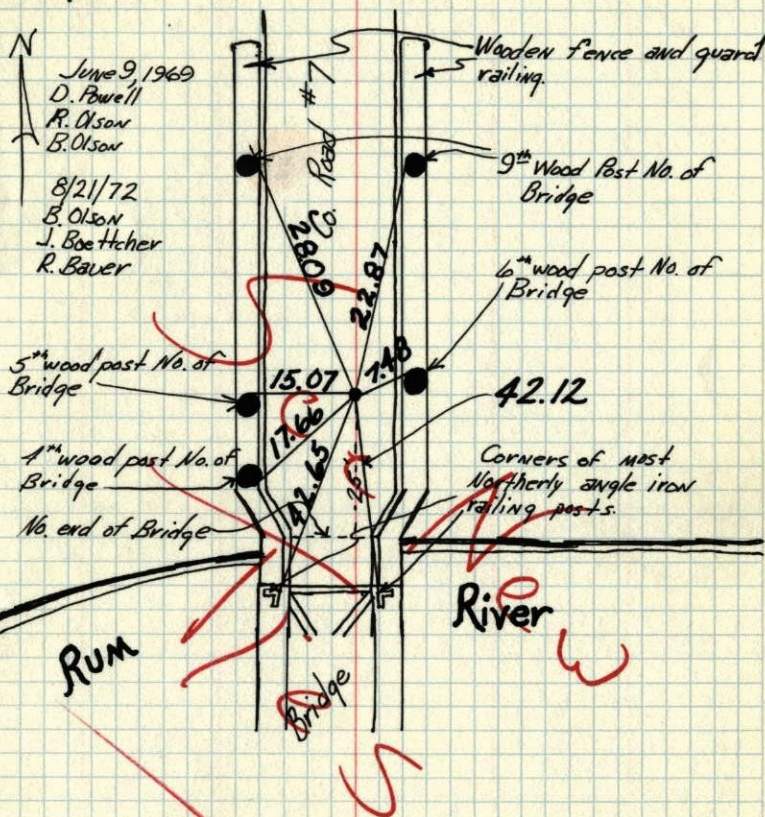 N
June 9, 1969
D. Powell
R. Olson
B. Olson
8/21/72
B. Olson
J. Boettcher
R. Bauer
Co. Road #7
Wooden fence and guard
railing.
9th Wood Post No. of
Bridge
28.09
22.87
6th wood post No. of
Bridge
5th wood post No. of
Bridge
15.07
7.48
42.12
17.66
4th wood post No. of
Bridge
42.65
25
Corners of most
Northerly angle iron
railing posts.
No. end of Bridge
Rum
River
Bridge